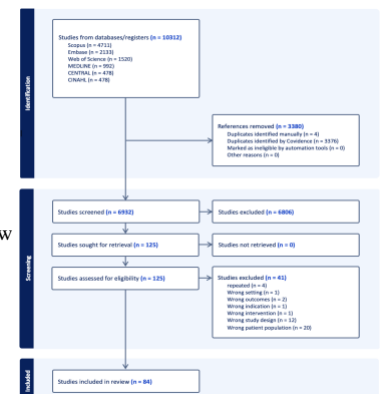 Identification
Studies from databases/registers (n = 10312)
Scopus (n = 4711)
Embase (n = 2133)
Web of Science (n = 1520)
MEDLINE (n = 992)
CENTRAL (n = 478)
CINAHL (n = 478)
References removed (n = 3380)
Duplicates identified manually (n = 4)
Duplicates identified by Covidence (n = 3376)
Marked as ineligible by automation tools (n = 0)
Other reasons (n = 0)
w
Screening
Studies screened (n = 6932)
Studies excluded (n = 6806)
Studies sought for retrieval (n = 125)
Studies not retrieved (n = 0)
Studies assessed for eligibility (n = 125)
Studies excluded (n = 41)
repeated (n = 4)
Wrong setting (n = 1)
Wrong outcomes (n = 2)
Wrong indication (n = 1)
Wrong intervention (n = 1)
Wrong study design (n = 12)
Wrong patient population (n = 20)
Included
Studies included in review (n = 84)